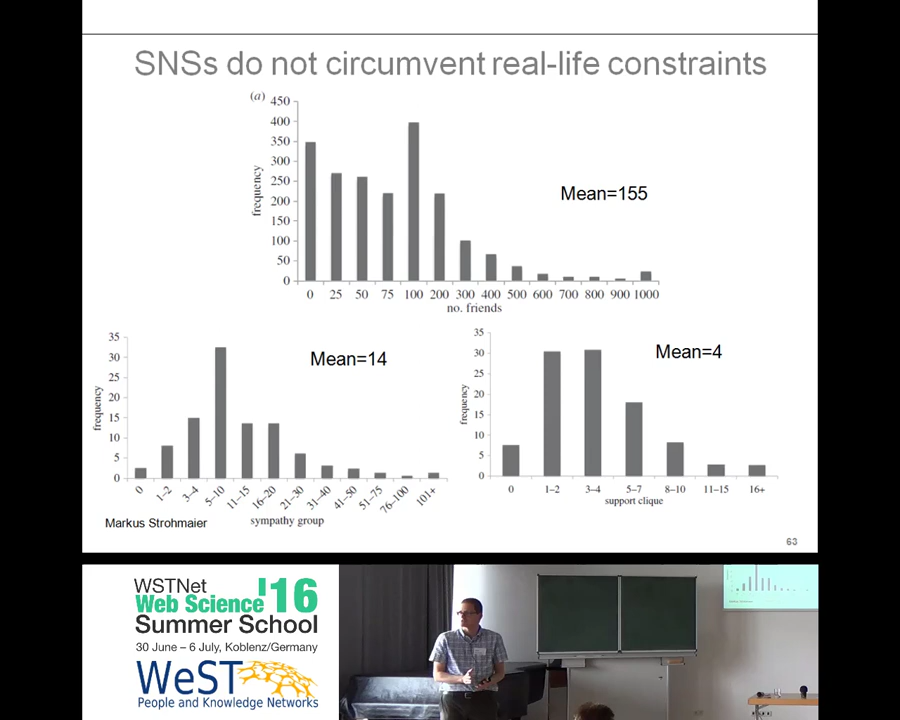 SNSs do not circumvent real-life constraints
(a)
450
400
350
300
250
200
150
100
50
0
frequency
0 25 50 75 100 200 300 400 500 600 700 800 900 1000
no. friends
Mean=155
35
30
25
20
15
10
5
0
frequency
0 1–2 3–4 5–10 11–15 16–20 21–30 31–40 41–50 51–75 76–100 101+
sympathy group
Mean=14
35
30
25
20
15
10
5
0
frequency
0 1–2 3–4 5–7 8–10 11–15 16+
support clique
Mean=4
Markus Strohmaier
63
WSTNet
Web Science '16
Summer School
30 June – 6 July, Koblenz/Germany
WeST
People and Knowledge Networks